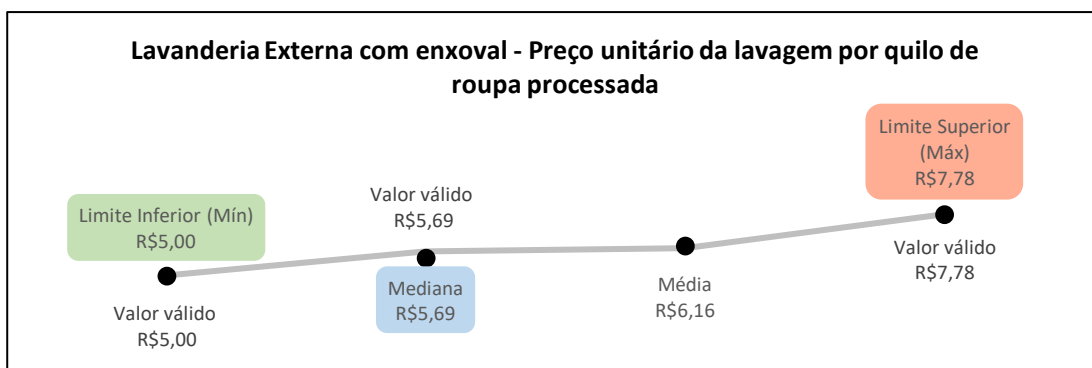 Lavanderia Externa com enxoval - Preço unitário da lavagem por quilo de
roupa processada
Limite Inferior (Mín)
R$5,00
Valor válido
R$5,00
Valor válido
R$5,69
Mediana
R$5,69
Média
R$6,16
Limite Superior
(Máx)
R$7,78
Valor válido
R$7,78